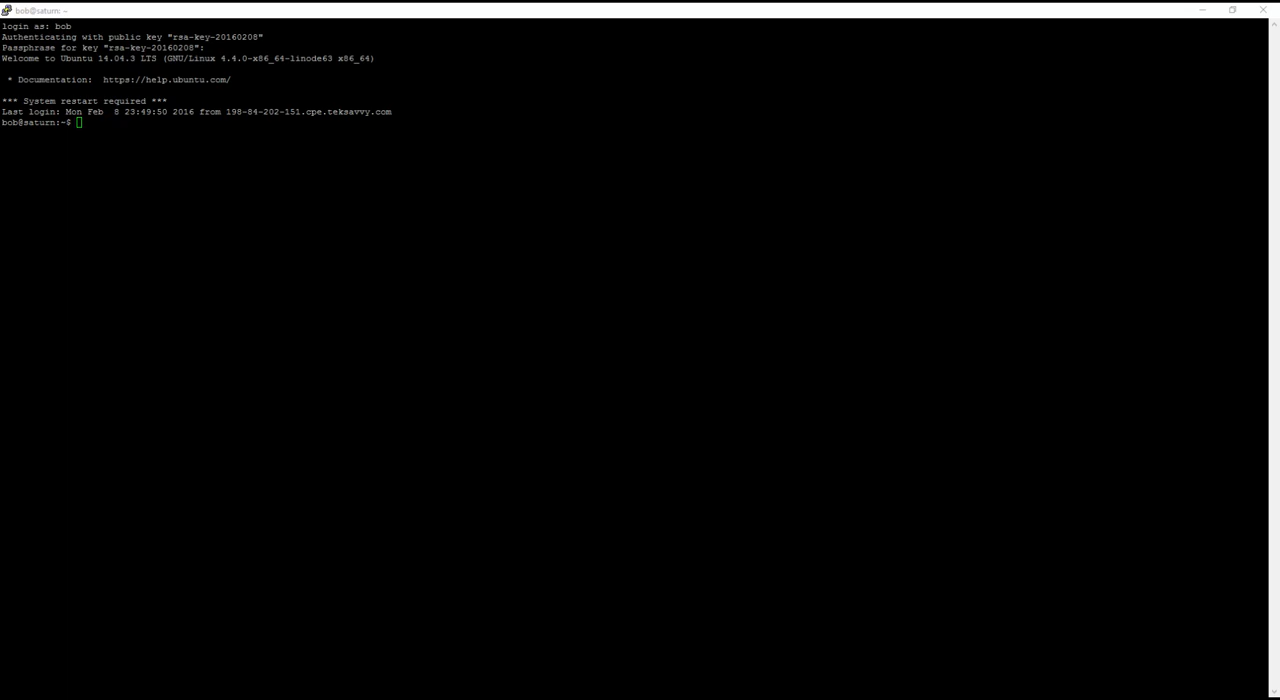 bob@saturn: ~
login as: bob
Authenticating with public key "rsa-key-20160208"
Passphrase for key "rsa-key-20160208":
Welcome to Ubuntu 14.04.3 LTS (GNU/Linux 4.4.0-x86_64-linode63 x86_64)
* Documentation:  https://help.ubuntu.com/
*** System restart required ***
Last login: Mon Feb  8 23:49:50 2016 from 198-84-202-151.cpe.teksavvy.com
bob@saturn:~$